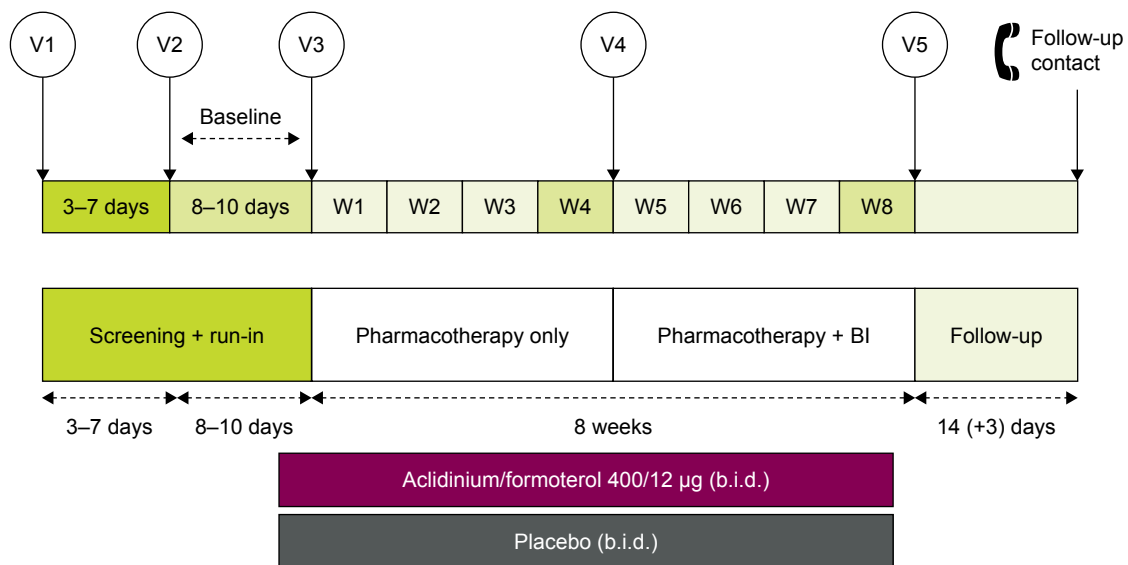 V1
V2
V3
V4
V5
Follow-up
contact
Baseline
3–7 days
8–10 days
W1
W2
W3
W4
W5
W6
W7
W8
Screening + run-in
Pharmacotherapy only
Pharmacotherapy + BI
Follow-up
3–7 days
8–10 days
8 weeks
14 (+3) days
Aclidinium/formoterol 400/12 µg (b.i.d.)
Placebo (b.i.d.)